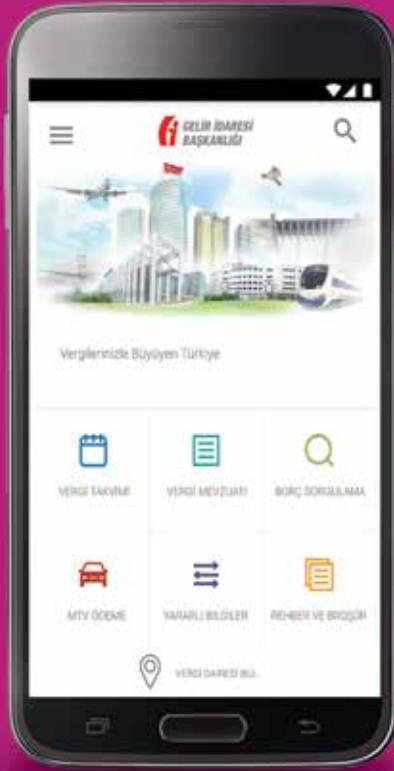 GELİR İDARESİ
BAŞKANLIĞI
Vergilerinizle Büyüyen Türkiye
VERGİ TAKVİMİ
VERGİ MEVZUATI
BORÇ SORGULAMA
MTV ÖDEME
YARARLI BİLGİLER
REHBER VE BROŞÜR
VERGİ DAİRESİ BUL